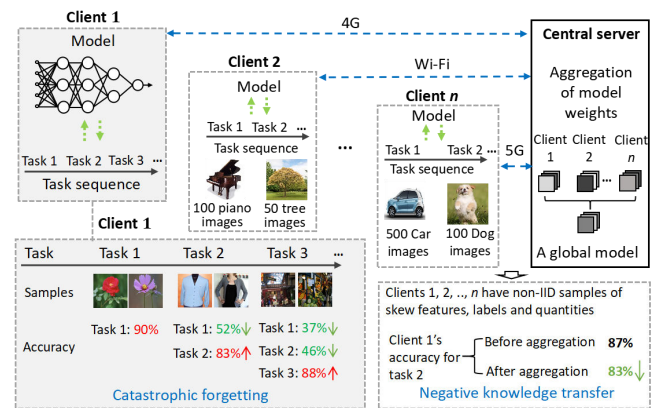 Client 1
Model
Task 1 Task 2 Task 3 ...
Task sequence
4G
Client 2
Model
Task 1 Task 2 ...
Task sequence
100 piano images
50 tree images
Wi-Fi
...
Client n
Model
Task 1 Task 2 ...
Task sequence
500 Car images
100 Dog images
5G
Central server
Aggregation
of model
weights
Client Client Client
1 2 ... n
A global model
Client 1
Task Task 1 Task 2 Task 3 ...
Samples
Accuracy
Task 1: 90% Task 1: 52%↓ Task 1: 37%↓
Task 2: 83%↑ Task 2: 46%↓
Task 3: 88%↑
Catastrophic forgetting
Clients 1, 2, .., n have non-IID samples of
skew features, labels and quantities
Client 1's
accuracy for
task 2
Before aggregation 87%
After aggregation 83%↓
Negative knowledge transfer